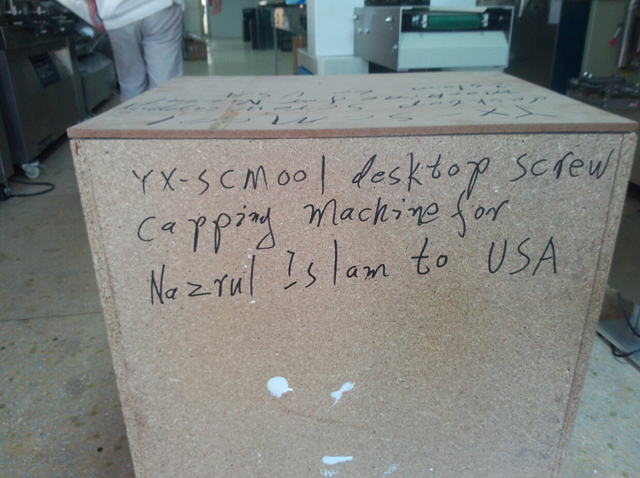 YX-SCM001 desktop screw
capping machine for
Nazrul Islam to USA